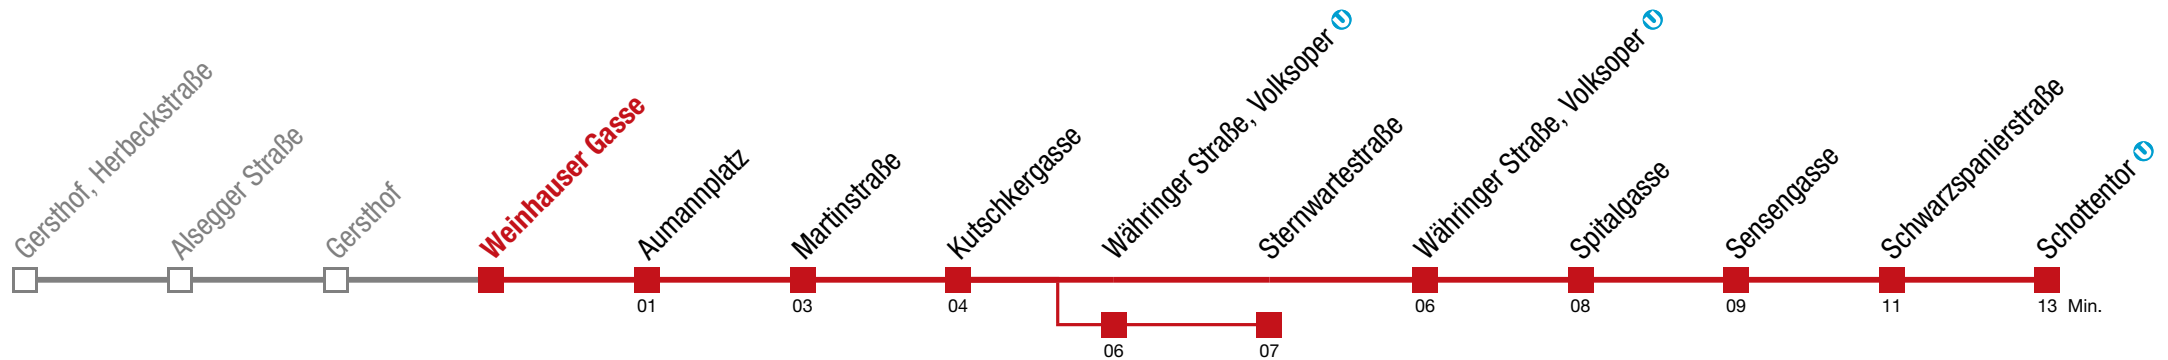 Gersthof, Herbeckstraße
Alsegger Straße
Gersthof
Weinhauser Gasse
Aumannplatz
Martinstraße
Kutschkergasse
Währinger Straße, Volksoper U
Sternwartestraße
Währinger Straße, Volksoper U
Spitalgasse
Sensengasse
Schwarzspanierstraße
Schottentor U
01 03 04 06 08 09 11 13 Min.
06 07